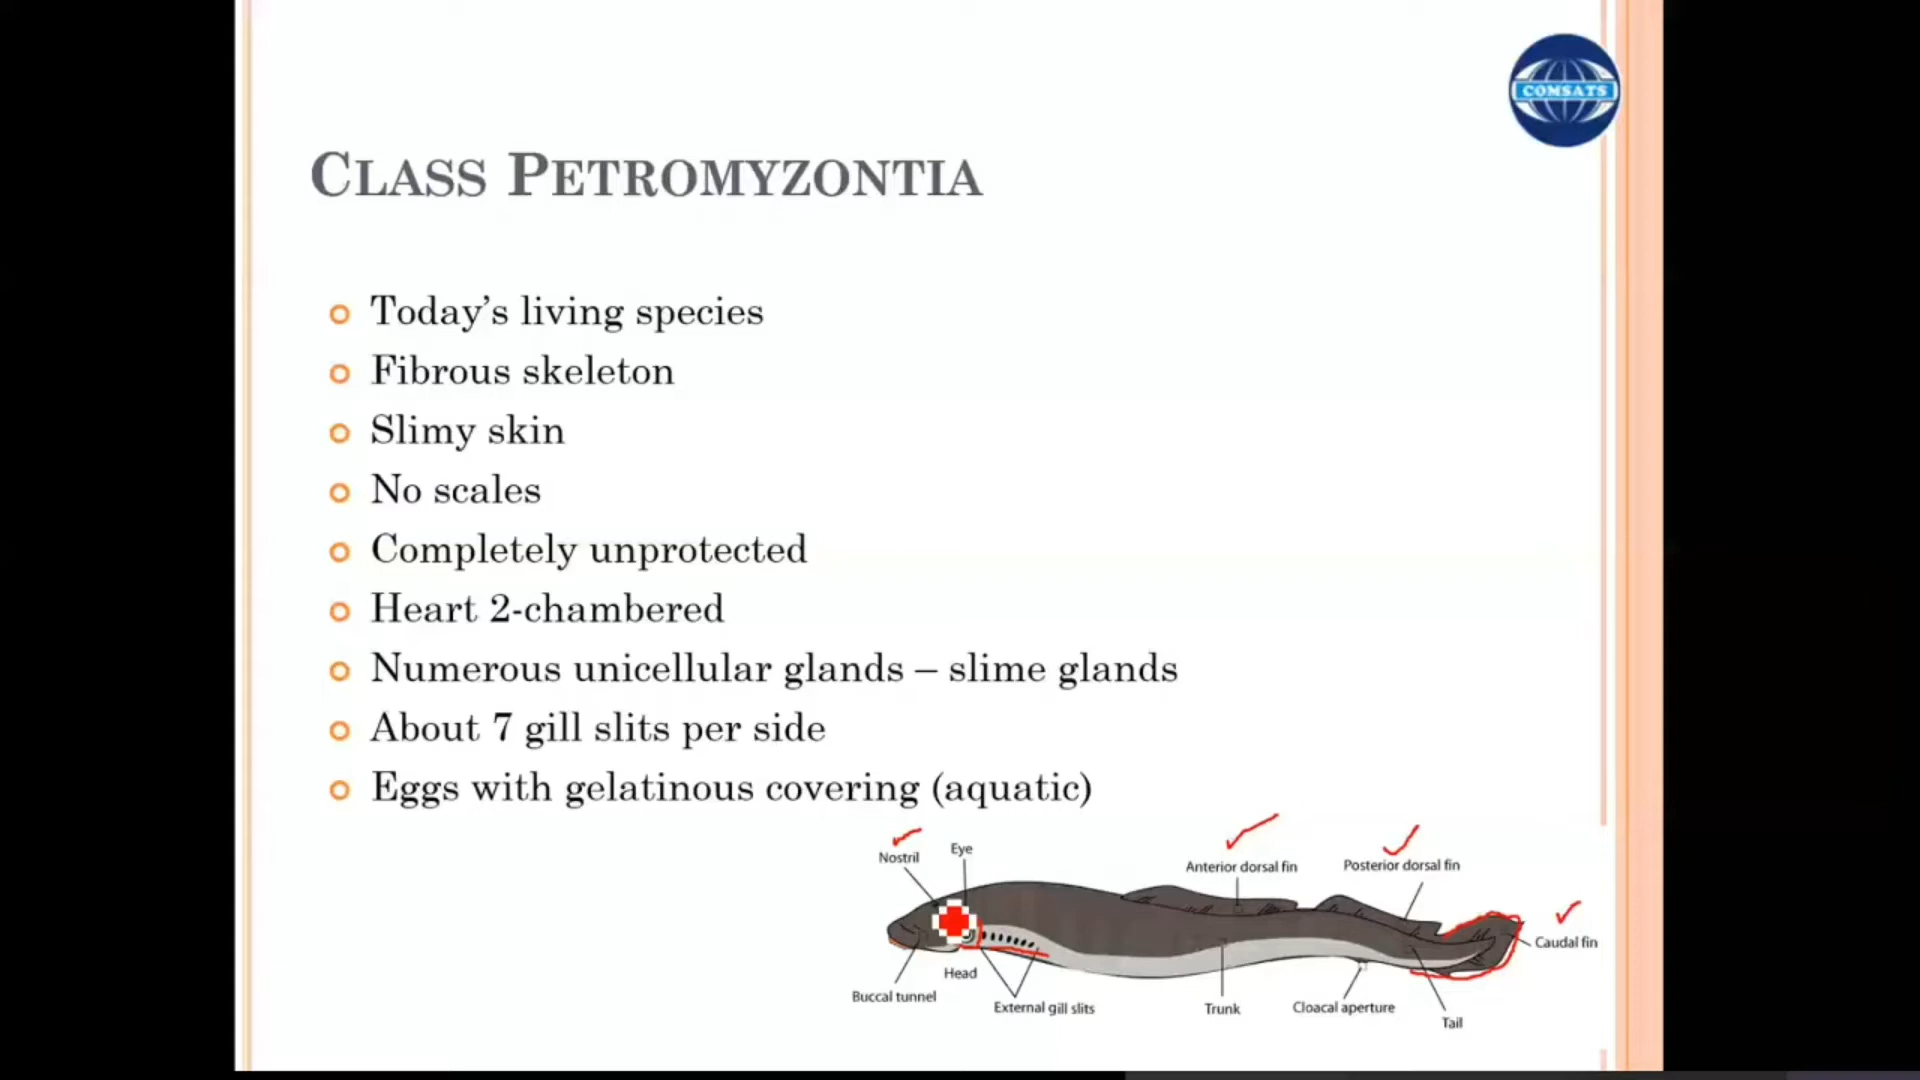 COMSATS
CLASS PETROMYZONTIA
Today's living species
Fibrous skeleton
Slimy skin
No scales
Completely unprotected
Heart 2-chambered
Numerous unicellular glands – slime glands
About 7 gill slits per side
Eggs with gelatinous covering (aquatic)
Nostril
Eye
Anterior dorsal fin
Posterior dorsal fin
Caudal fin
Head
Buccal tunnel
External gill slits
Trunk
Cloacal aperture
Tail